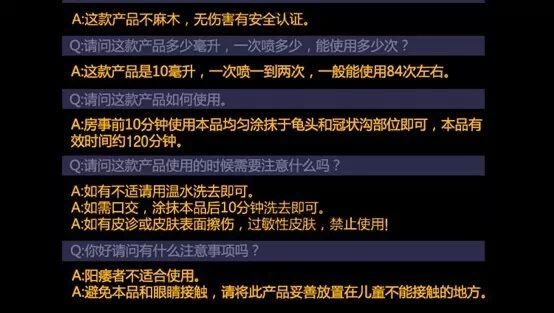 A:这款产品不麻木，无伤害有安全认证。
Q:请问这款产品多少毫升，一次喷多少，能使用多少次？
A:这款产品是10毫升，一次喷一到两次，一般能使用84次左右。
Q:请问这款产品如何使用。
A:房事前10分钟使用本品均匀涂抹于龟头和冠状沟部位即可，本品有
效时间约120分钟。
Q:请问这款产品使用的时候需要注意什么吗？
A:如有不适请用温水洗去即可。
A:如需口交，涂抹本品后10分钟洗去即可。
A:如有皮诊或皮肤表面擦伤，过敏性皮肤，禁止使用!
Q:你好请问有什么注意事项吗？
A:阳痿者不适合使用。
A:避免本品和眼睛接触，请将此产品妥善放置在儿童不能接触的地方。